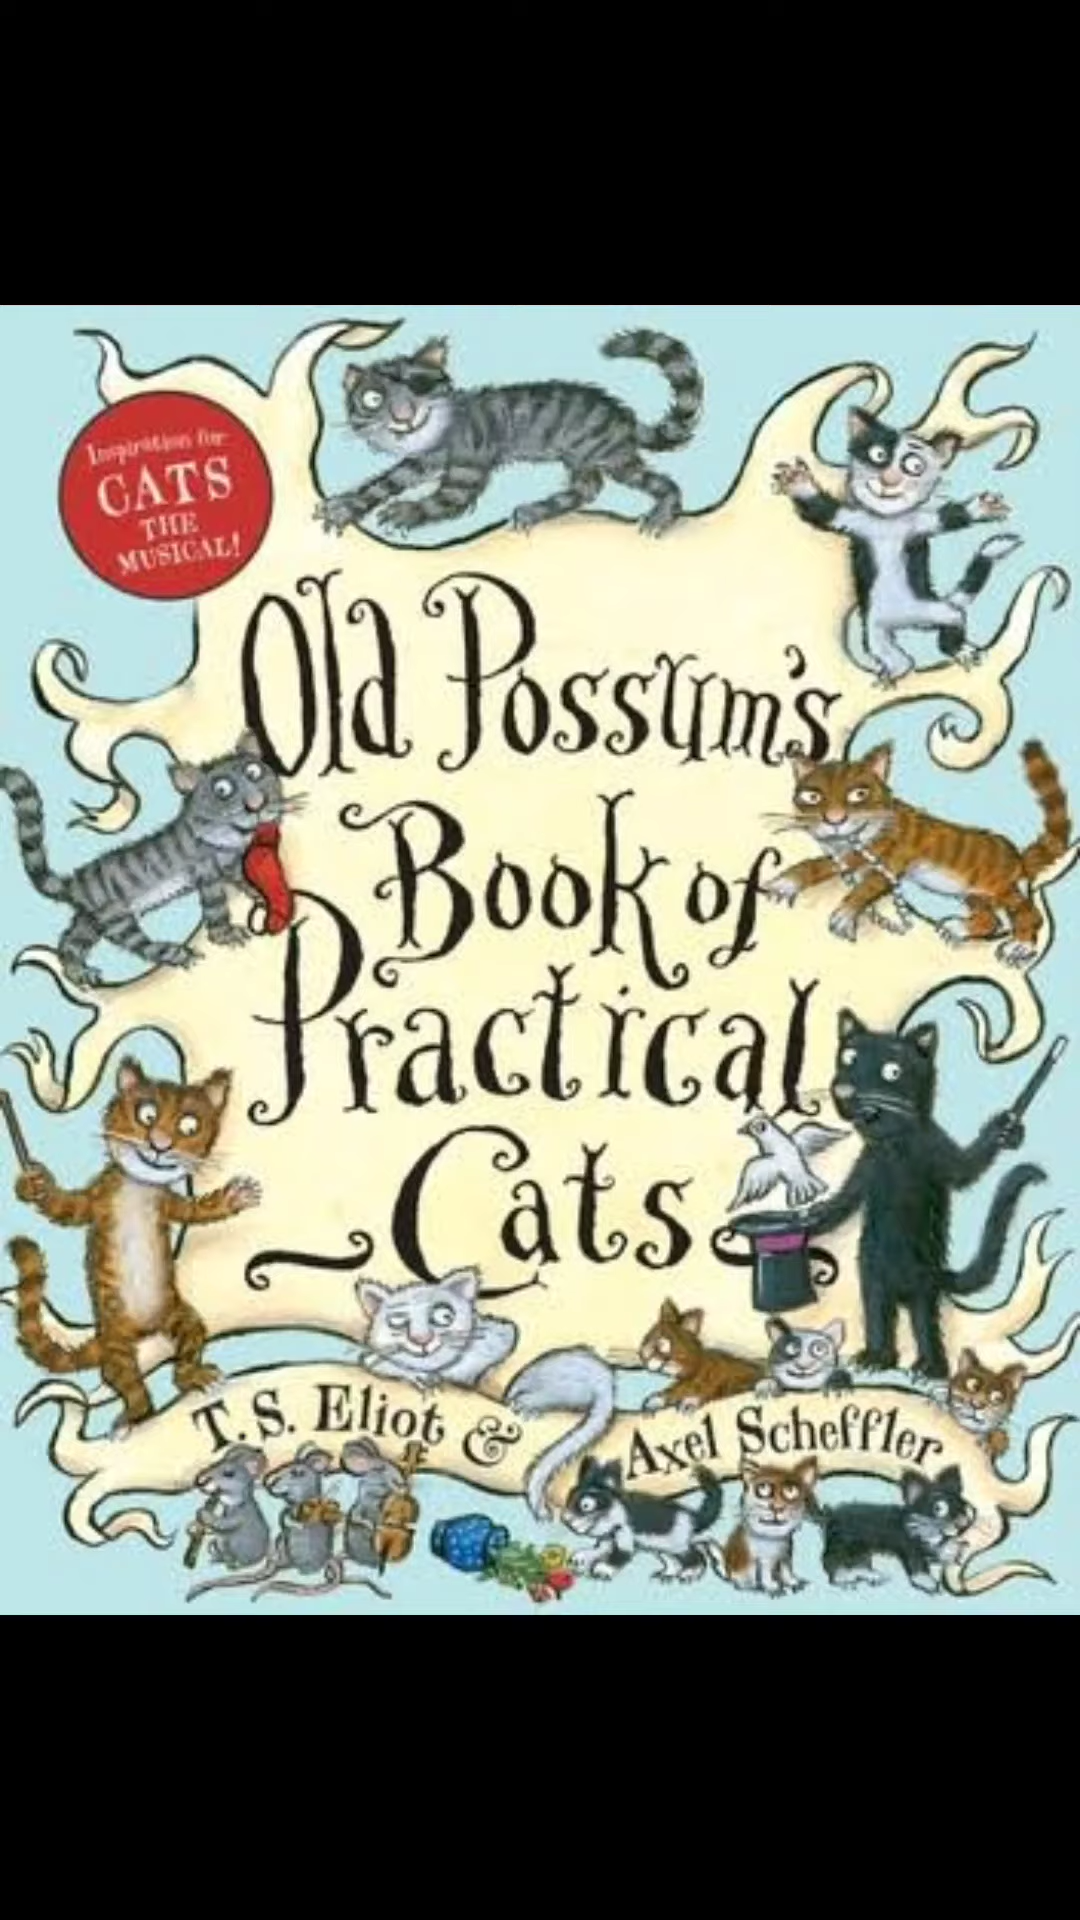 Inspiration for
CATS
THE
MUSICAL!
Old Possum's
Book of
Practical
Cats
T.S. Eliot &
Axel Scheffler